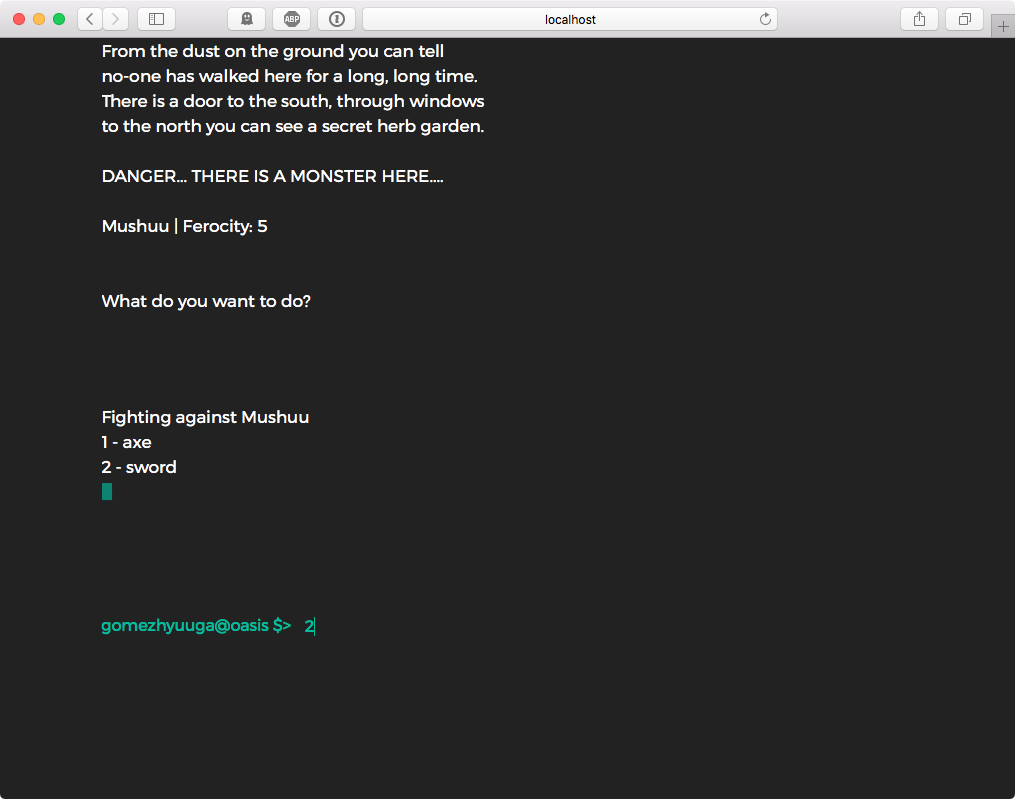 ABP
localhost
From the dust on the ground you can tell
no-one has walked here for a long, long time.
There is a door to the south, through windows
to the north you can see a secret herb garden.
DANGER... THERE IS A MONSTER HERE....
Mushuu | Ferocity: 5
What do you want to do?
Fighting against Mushuu
1 - axe
2 - sword
gomezhyuuga@oasis $> 2